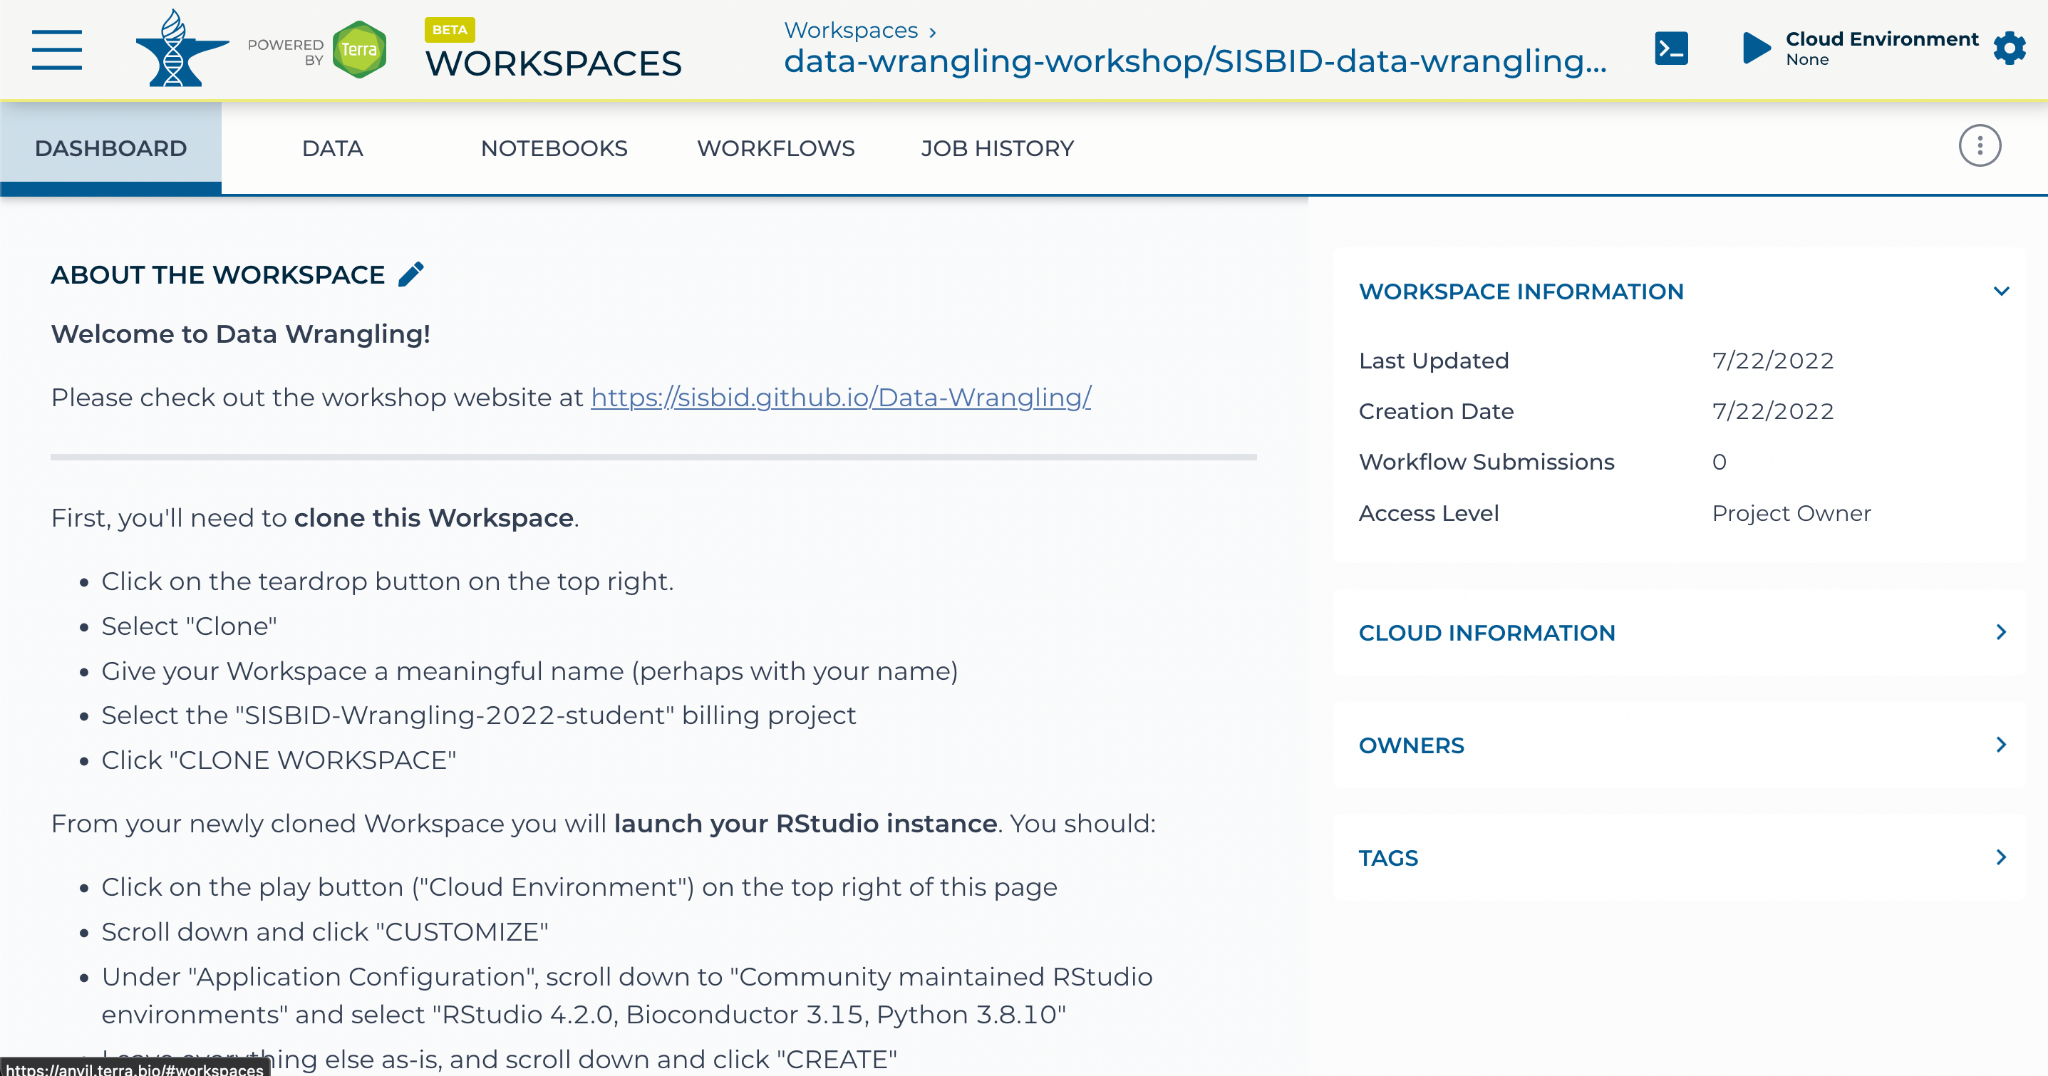 POWERED BY
Terra
BETA
WORKSPACES
Workspaces ›
data-wrangling-workshop/SISBID-data-wrangling...
Cloud Environment
None
DASHBOARD
DATA
NOTEBOOKS
WORKFLOWS
JOB HISTORY
ABOUT THE WORKSPACE
Welcome to Data Wrangling!
Please check out the workshop website at https://sisbid.github.io/Data-Wrangling/
First, you'll need to clone this Workspace.
• Click on the teardrop button on the top right.
• Select "Clone"
• Give your Workspace a meaningful name (perhaps with your name)
• Select the "SISBID-Wrangling-2022-student" billing project
• Click "CLONE WORKSPACE"
From your newly cloned Workspace you will launch your RStudio instance. You should:
• Click on the play button ("Cloud Environment") on the top right of this page
• Scroll down and click "CUSTOMIZE"
• Under "Application Configuration", scroll down to "Community maintained RStudio
environments" and select "RStudio 4.2.0, Bioconductor 3.15, Python 3.8.10"
• Leave everything else as-is, and scroll down and click "CREATE"
https://anvil.terra.bio/#workspaces
WORKSPACE INFORMATION
Last Updated 7/22/2022
Creation Date 7/22/2022
Workflow Submissions 0
Access Level Project Owner
CLOUD INFORMATION
OWNERS
TAGS